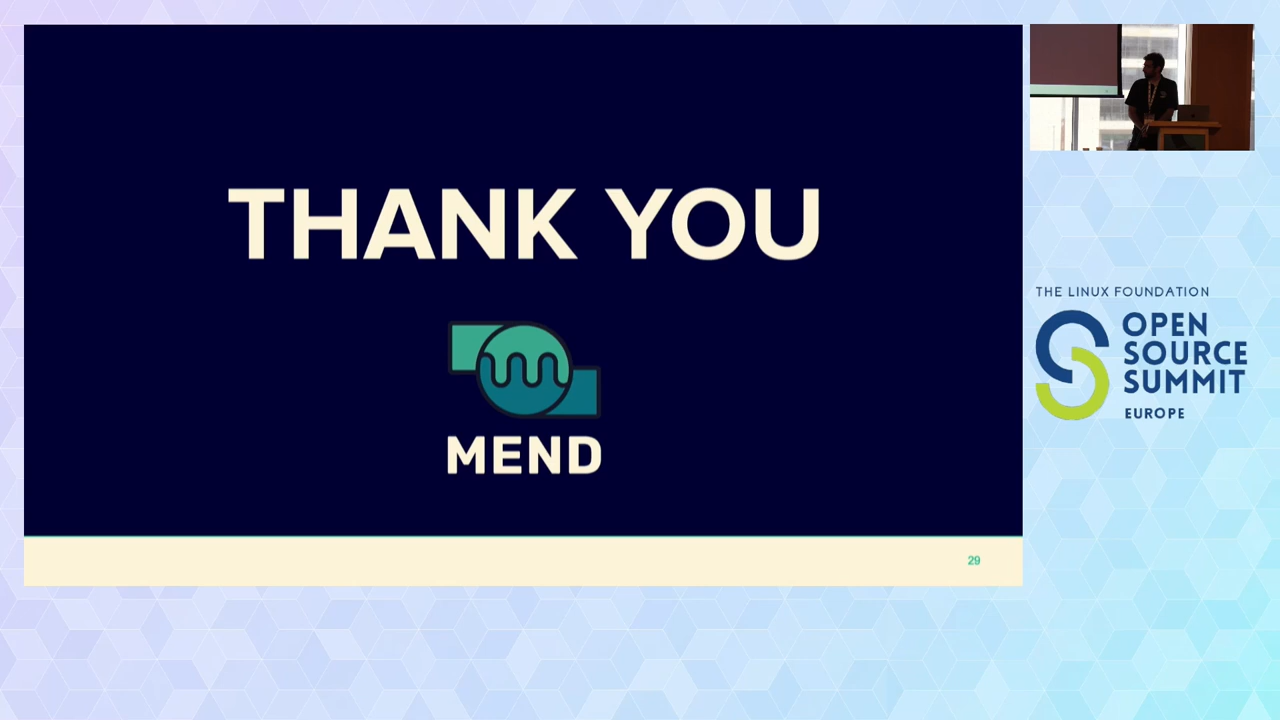 THANK YOU
MEND
29
THE LINUX FOUNDATION
OPEN
SOURCE
SUMMIT
EUROPE